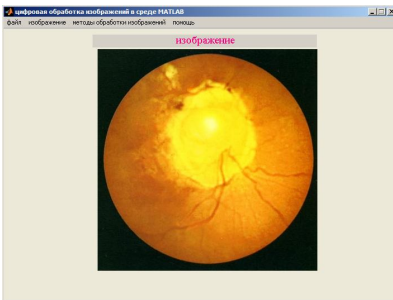 цифровая обработка изображений в среде MATLAB
файл изображение методы обработки изображений помощь
изображение